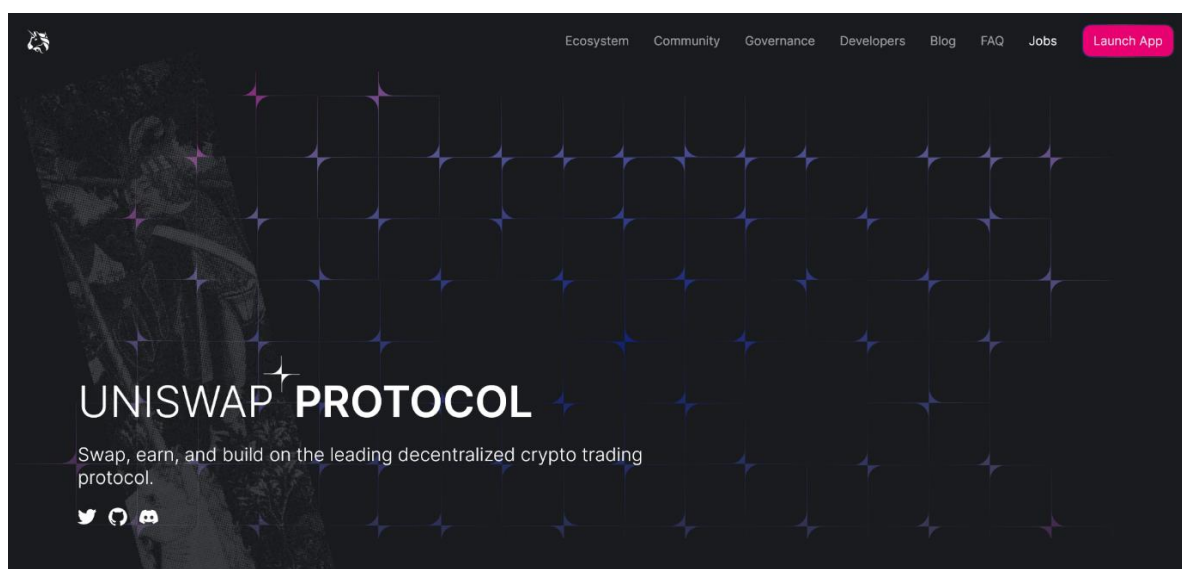 Ecosystem Community Governance Developers Blog FAQ Jobs Launch App
UNISWAP PROTOCOL
Swap, earn, and build on the leading decentralized crypto trading
protocol.